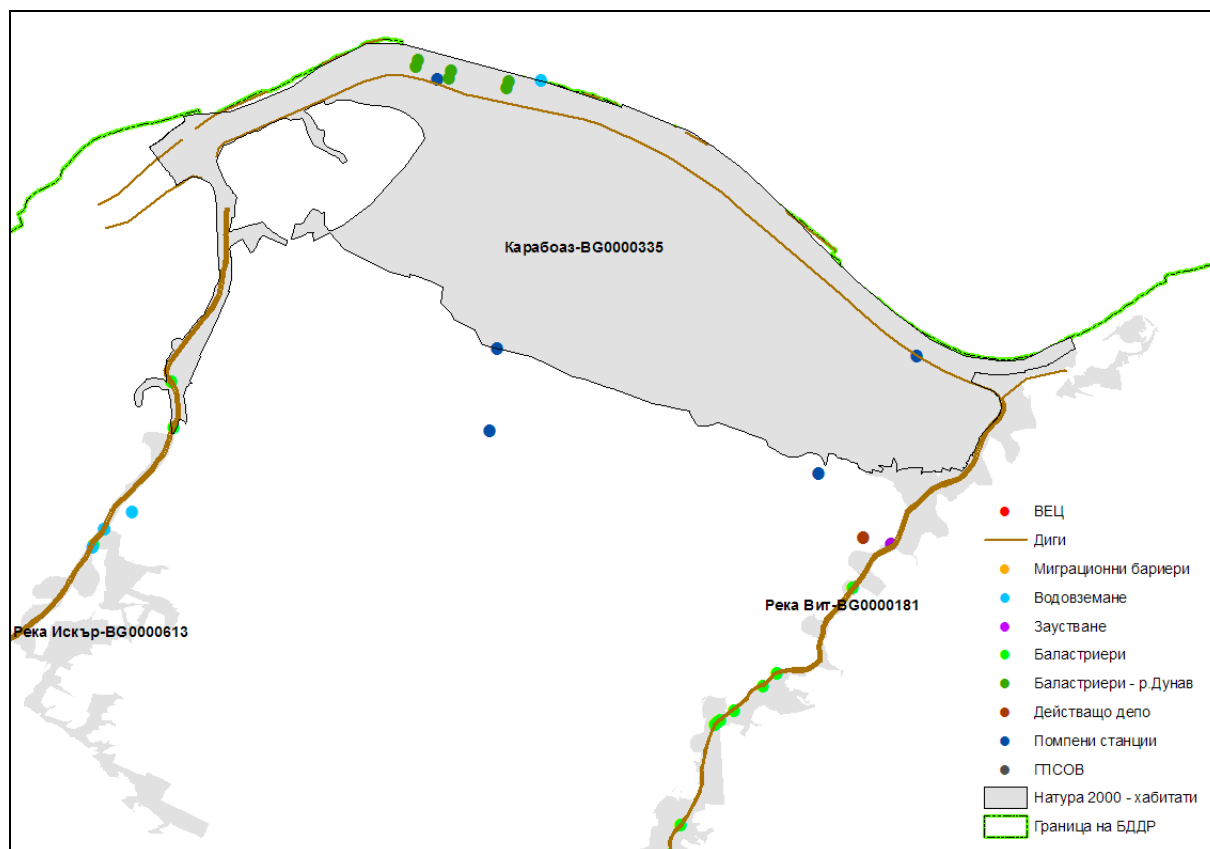 Карабоаз-BG0000335
Река Вит-BG0000181
Река Искър-BG0000613
ВЕЦ
Диги
Миграционни бариери
Водовземане
Заустване
Баластриери
Баластриери - р.Дунав
Действащо депо
Помпени станции
ГПСОВ
Натура 2000 - хабитати
Граница на БДДР